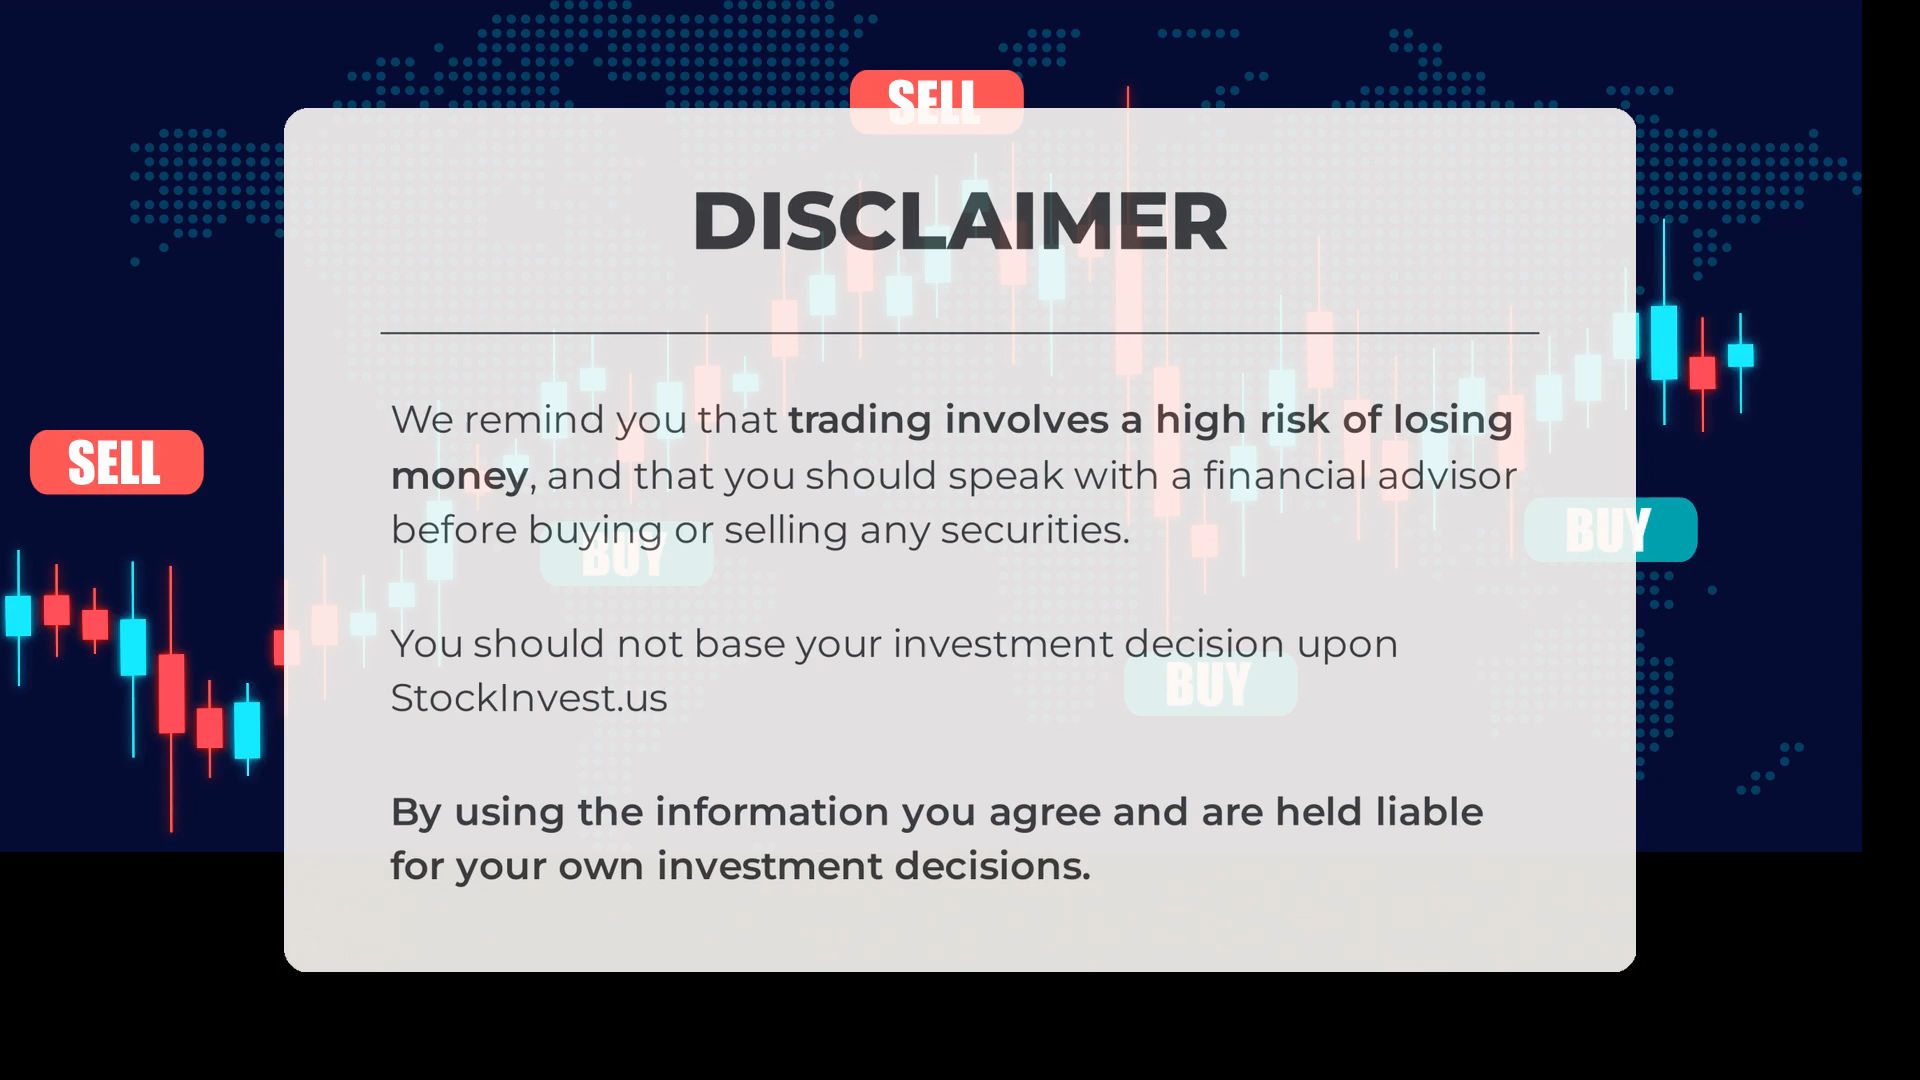 SELL
DISCLAIMER
We remind you that trading involves a high risk of losing
money, and that you should speak with a financial advisor
before buying or selling any securities.
SELL
BUY
BUY
You should not base your investment decision upon
StockInvest.us
BUY
By using the information you agree and are held liable
for your own investment decisions.